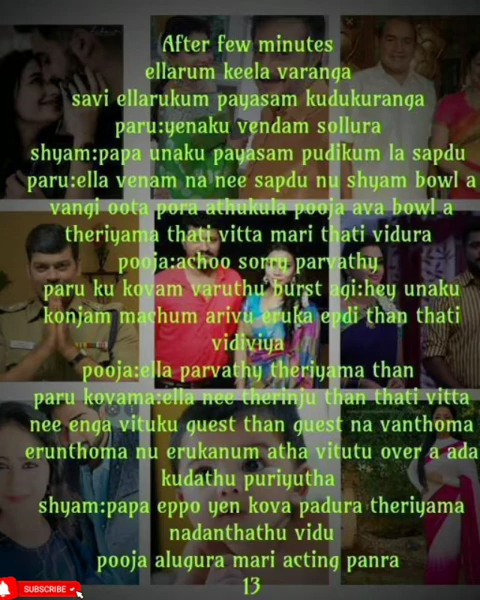 After few minutes
ellarum keela varanga
savi ellarukum payasam kudukuranga
paru:yenaku vendam sollura
shyam:papa unaku payasam pudikum la sapdu
paru:ella venam na nee sapdu nu shyam bowl a
vangi oota pora athukula pooja ava bowl a
theriyama thati vitta mari thati vidura
pooja:achoo sorry parvathy
paru ku kovam varuthu burst agi:hey unaku
konjam machum arivu eruka epdi than thati
vidiviya
pooja:ella parvathy theriyama than
paru kovama:ella nee therinju than thati vitta
nee enga vituku guest than guest na vanthoma
erunthoma nu erukanum atha vitutu over a ada
kudathu puriyutha
shyam:papa eppo yen kova padura theriyama
nadanthathu vidu
pooja alugura mari acting panra
13
SUBSCRIBE